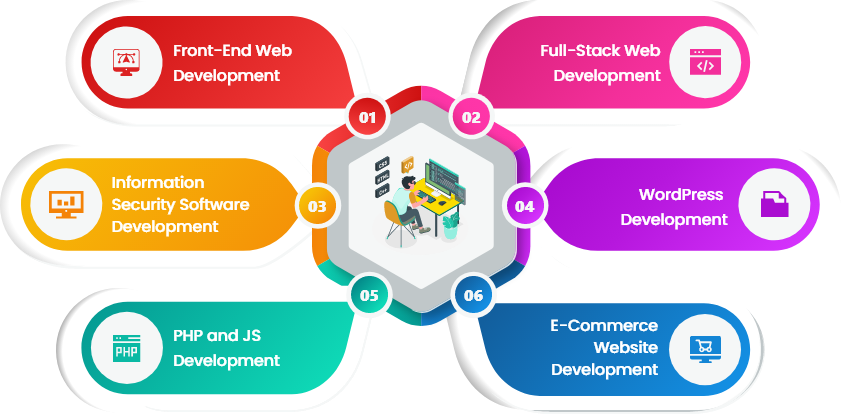 Front-End Web
Development
01
Full-Stack Web
Development
02
</>
Information
Security Software
Development
03
CSS
HTML
C++
</>
WordPress
Development
04
PHP and JS
Development
05
PHP
E-Commerce
Website
Development
06